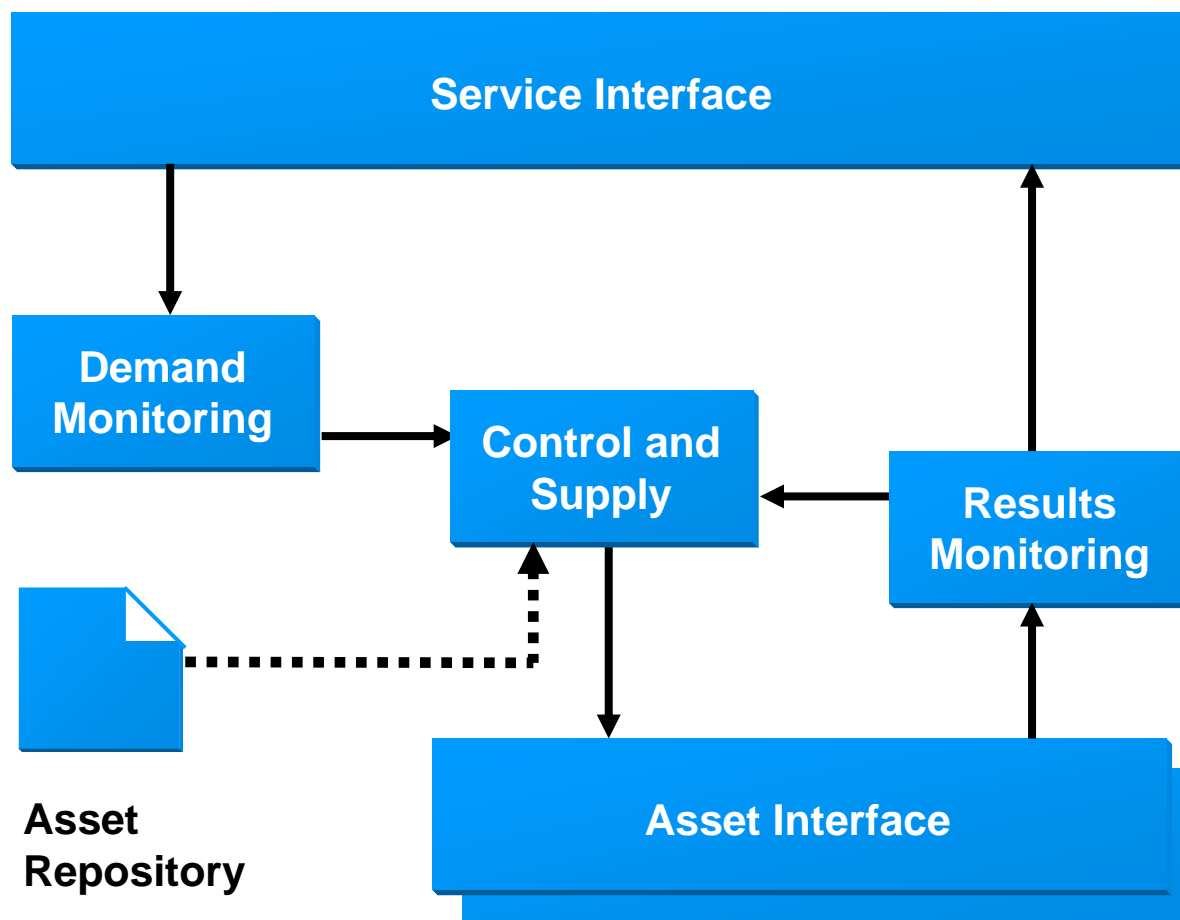 Service Interface
Demand
Monitoring
Control and
Supply
Results
Monitoring
Asset
Repository
Asset Interface